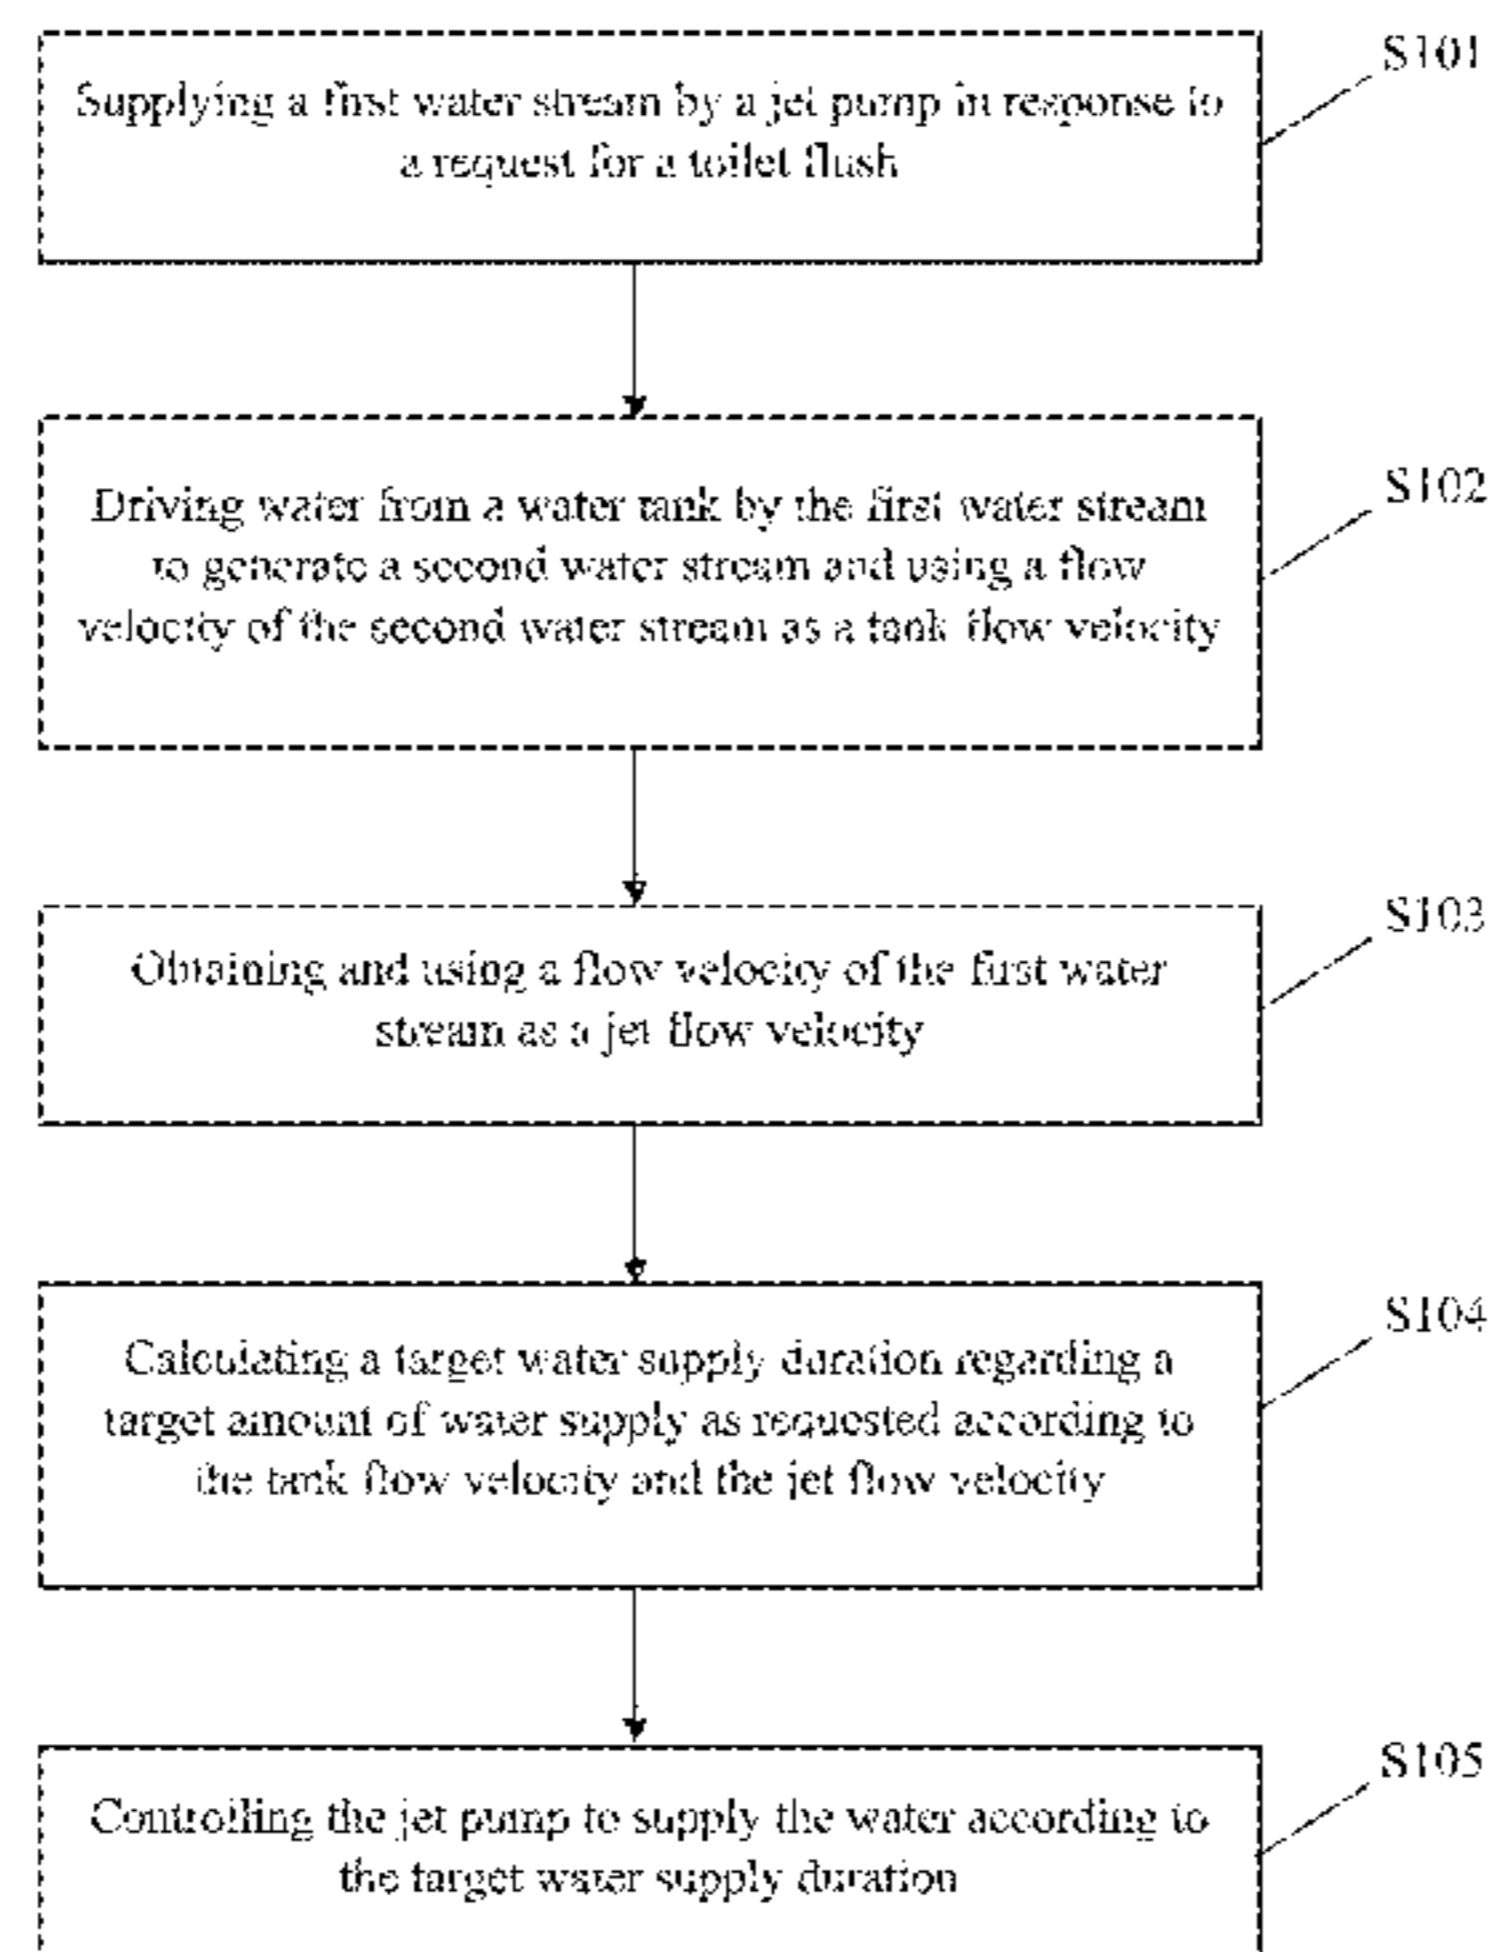 S101
Supplying a first water stream by a jet pump in response to
a request for a toilet flush
S102
Driving water from a water tank by the first water stream
to generate a second water stream and using a flow
velocity of the second water stream as a tank flow velocity
S103
Obtaining and using a flow velocity of the first water
stream as a jet flow velocity
S104
Calculating a target water supply duration regarding a
target amount of water supply as requested according to
the tank flow velocity and the jet flow velocity
S105
Controlling the jet pump to supply the water according to
the target water supply duration